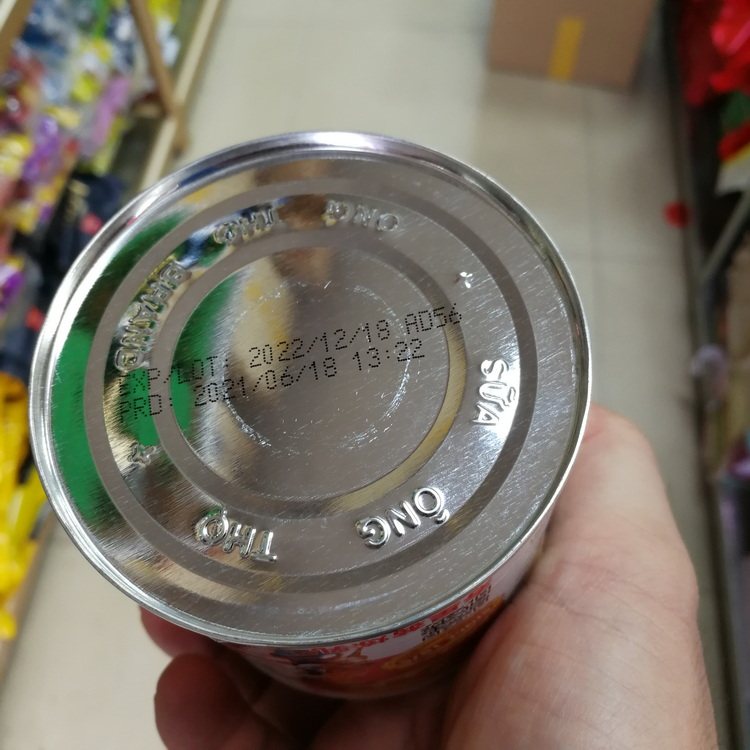 EXP/LOT: 2022/12/18 AD56
PRD: 2021/06/18 13:22
SỮA
ÔNG
THỌ
ÔNG
THỌ